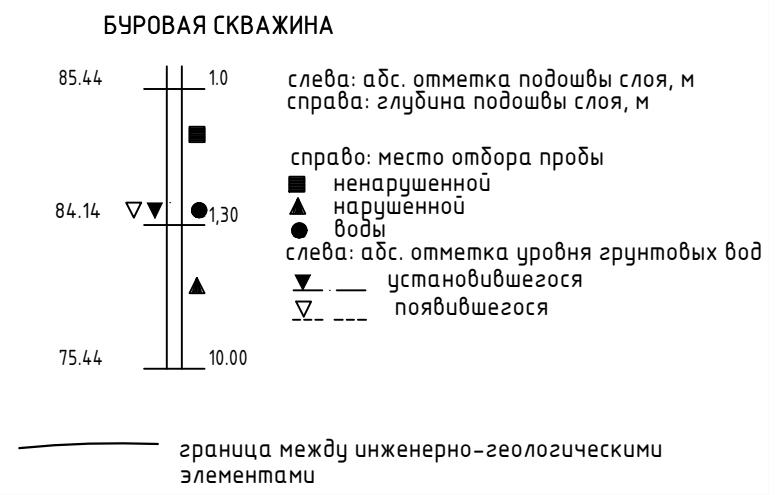 БУРОВАЯ СКВАЖИНА
85.44 1.0 слева: абс. отметка подошвы слоя, м
справа: глубина подошвы слоя, м
справо: место отбора пробы
ненарушенной
84.14 1,30 нарушенной
воды
слева: абс. отметка уровня грунтовых вод
установившегося
появившегося
75.44 10.00
граница между инженерно-геологическими
элементами